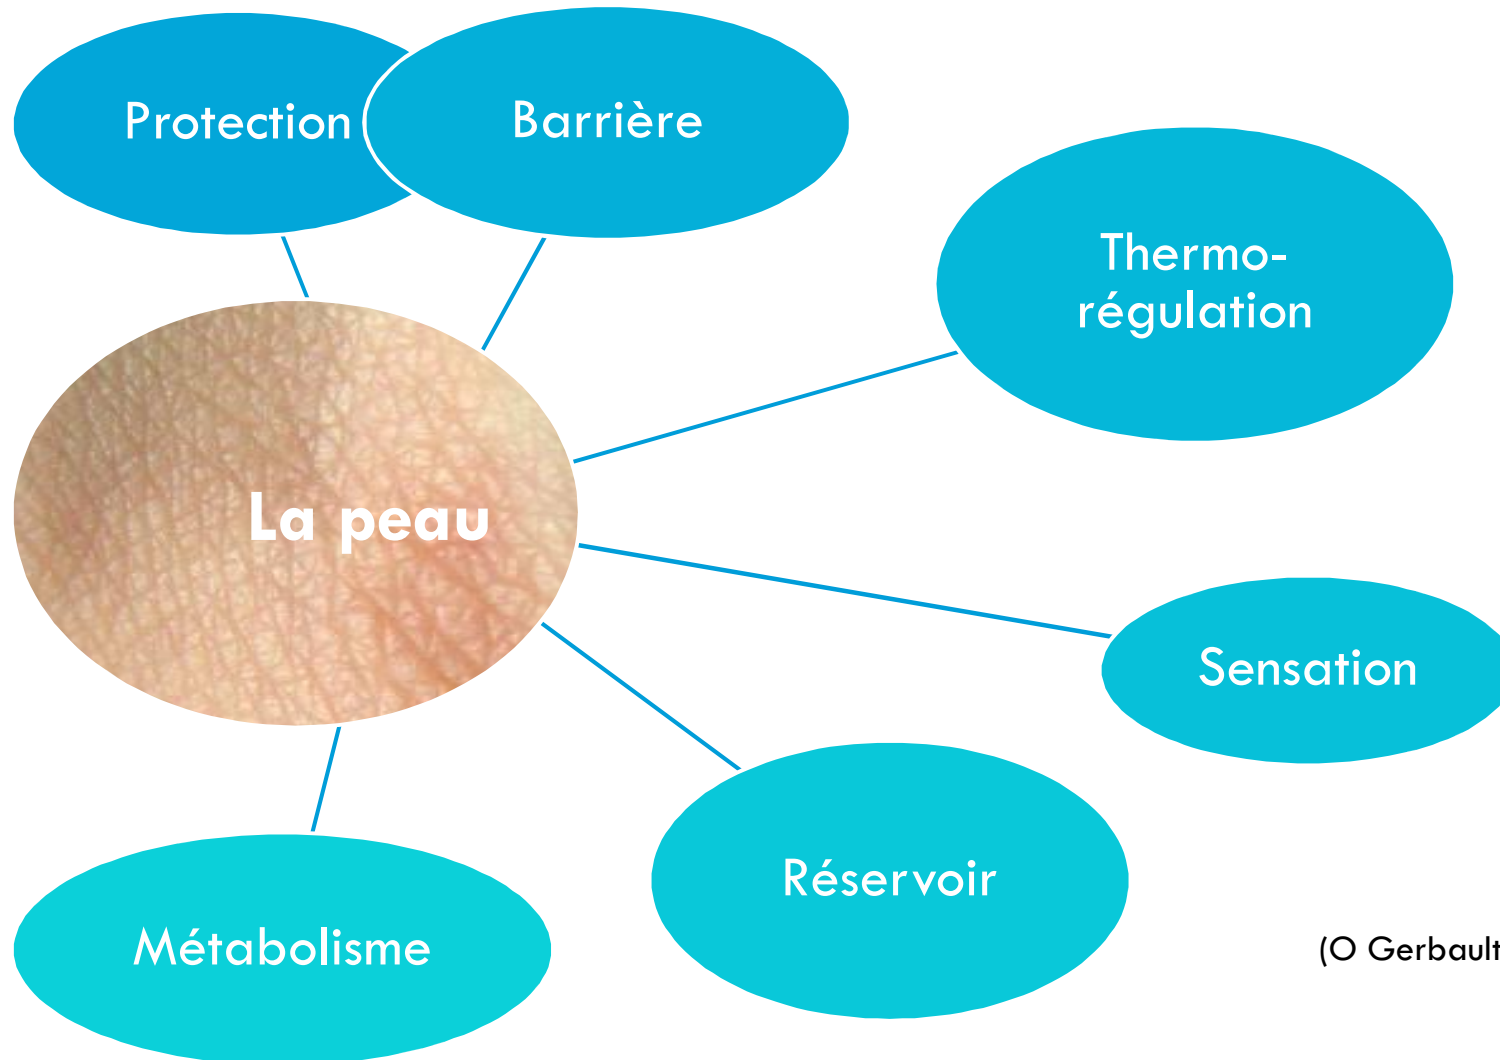 Protection
Barrière
Thermo-
régulation
La peau
Sensation
Réservoir
Métabolisme
(O Gerbault